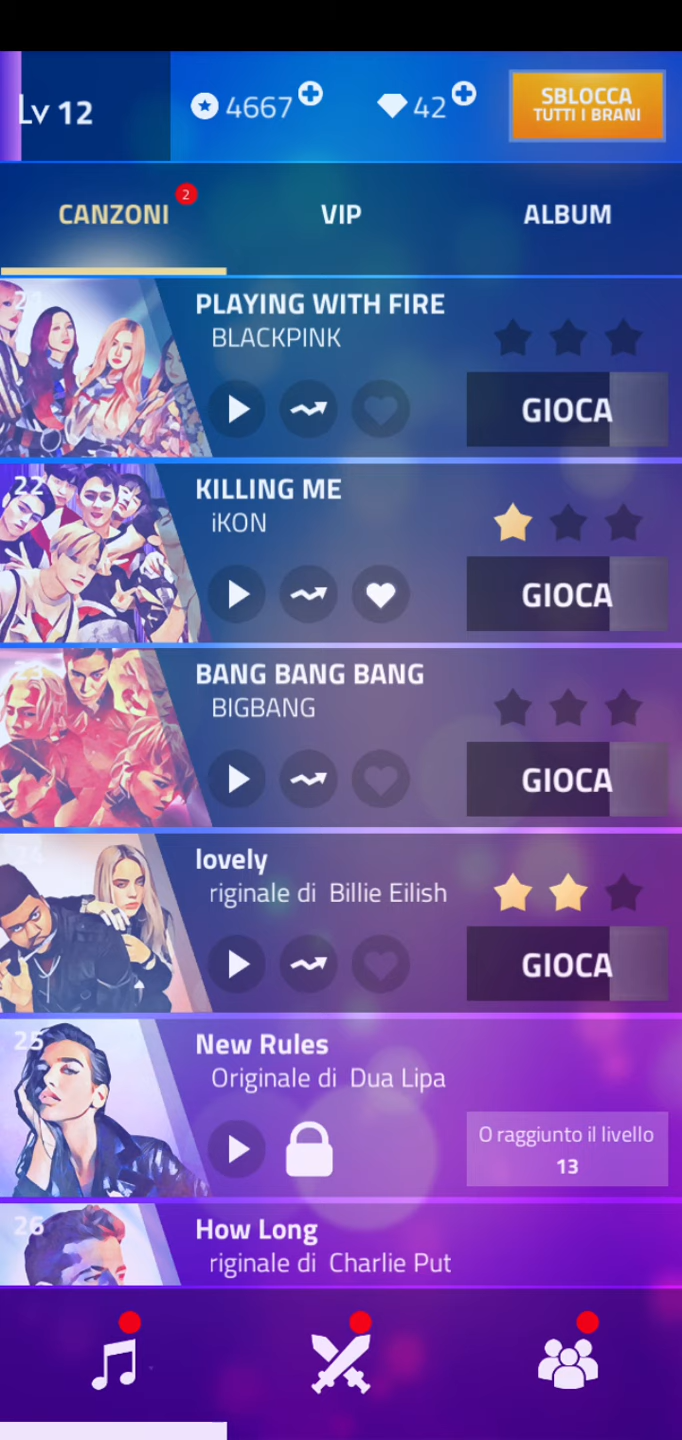 Lv 12
4667
42
SBLOCCA
TUTTI I BRANI
CANZONI
2
VIP
ALBUM
21
PLAYING WITH FIRE
BLACKPINK
GIOCA
22
KILLING ME
iKON
GIOCA
BANG BANG BANG
BIGBANG
GIOCA
lovely
riginale di Billie Eilish
GIOCA
25
New Rules
Originale di Dua Lipa
O raggiunto il livello
13
26
How Long
riginale di Charlie Put